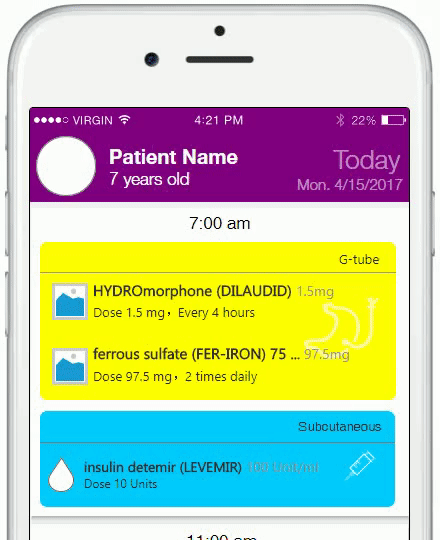 VIRGIN 4:21 PM 22%
Patient Name
7 years old
Today
Mon. 4/15/2017
7:00 am
G-tube
HYDROmorphone (DILAUDID) 1.5mg
Dose 1.5 mg, Every 4 hours
ferrous sulfate (FER-IRON) 75 ... 97.5mg
Dose 97.5 mg, 2 times daily
Subcutaneous
insulin detemir (LEVEMIR) 100 Unit/ml
Dose 10 Units
11:00 am